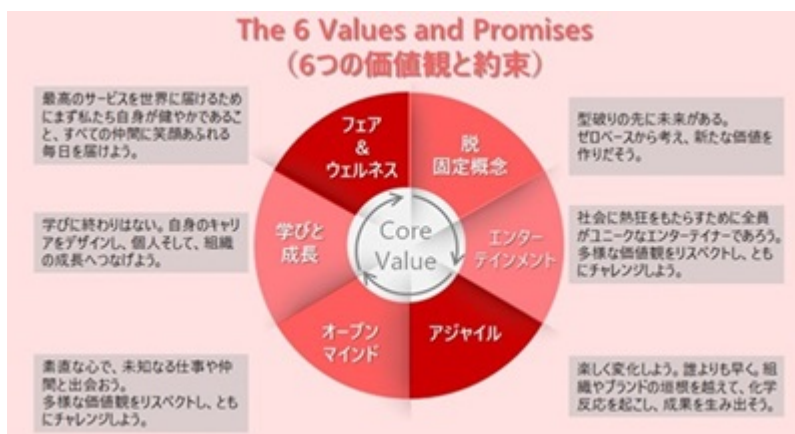 The 6 Values and Promises
（6つの価値観と約束）
最高のサービスを世界に届けるため
にまず私たち自身が健やかであるこ
と、すべての仲間に笑顔あふれる
毎日を届けよう。
フェア
&
ウェルネス
脱
固定概念
型破りの先に未来がある。
ゼロベースから考え、新たな価値を
作りだそう。
学びに終わりはない。自身のキャリ
アをデザインし、個人そして、組織
の成長へつなげよう。
学びと
成長
Core
Value
エンター
テインメント
社会に熱狂をもたらすために全員
がユニークなエンターテイナーであろう。
多様な価値観をリスペクトし、とも
にチャレンジしよう。
素直な心で、未知なる仕事や仲
間と出会おう。
多様な価値観をリスペクトし、とも
にチャレンジしよう。
オープン
マインド
アジャイル
楽しく変化しよう。誰よりも早く。組
織やブランドの垣根を越えて、化学
反応を起こし、成果を生み出そう。